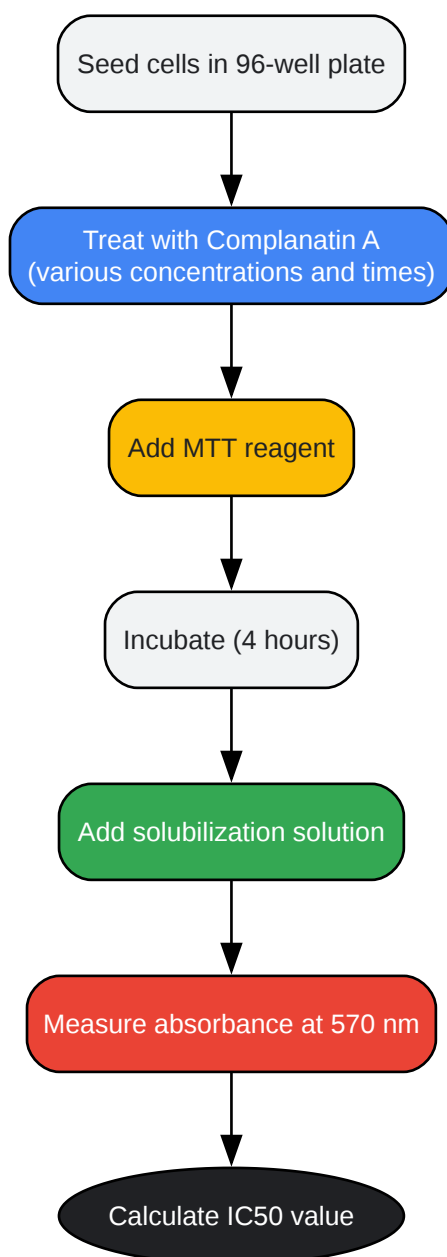 Seed cells in 96-well plate
Treat with Complanatin A
(various concentrations and times)
Add MTT reagent
Incubate (4 hours)
Add solubilization solution
Measure absorbance at 570 nm
Calculate IC50 value